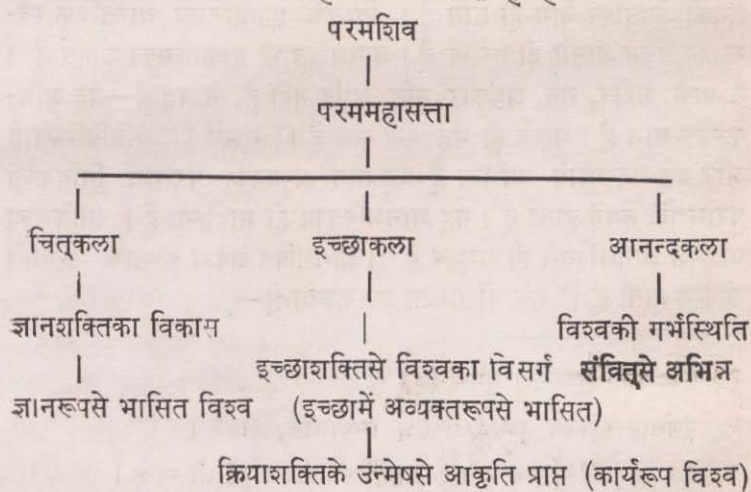 परमशिव
परममहासत्ता
चित्कला इच्छाकला आनन्दकला
ज्ञानशक्तिका विकास विश्वकी गर्भस्थिति
इच्छाशक्तिसे विश्वका विसर्ग संवित्से अभिन्न
ज्ञानरूपसे भासित विश्व (इच्छामें अव्यक्तरूपसे भासित)
क्रियाशक्तिके उन्मेषसे आकृति प्राप्त (कार्यरूप विश्व)